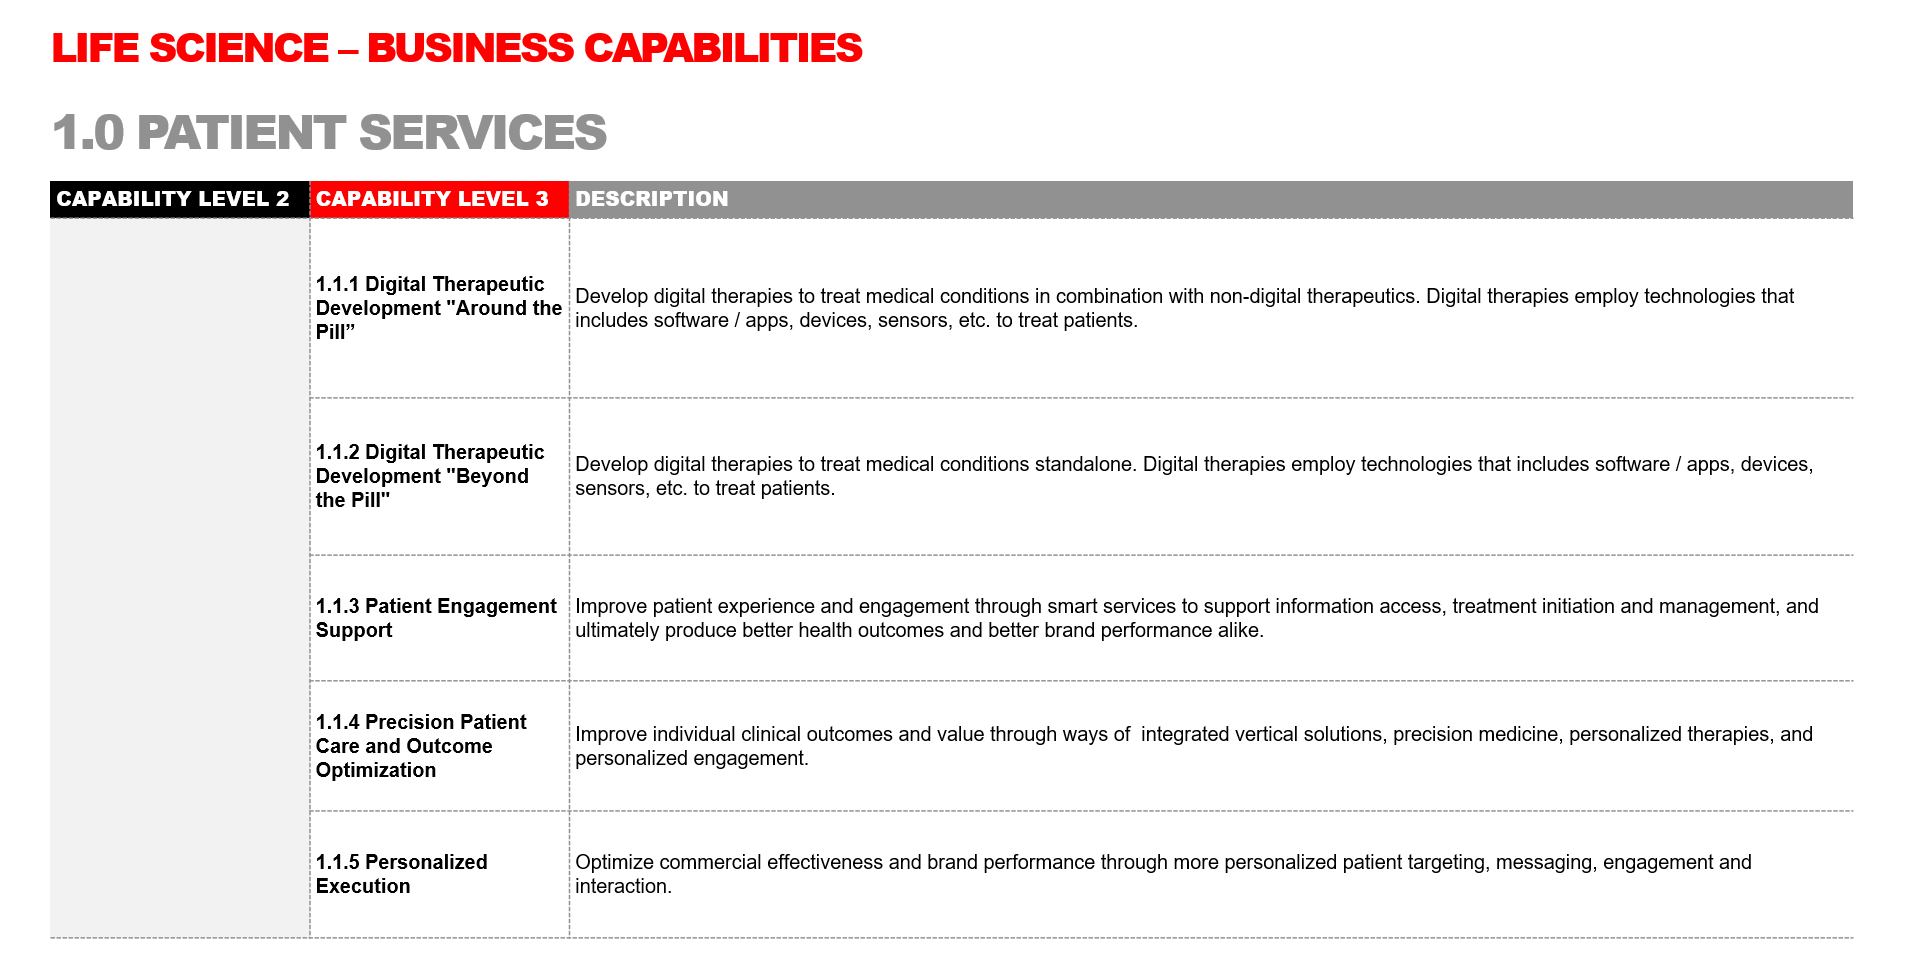 LIFE SCIENCE – BUSINESS CAPABILITIES
1.0 PATIENT SERVICES
CAPABILITY LEVEL 2 CAPABILITY LEVEL 3 DESCRIPTION
1.1.1 Digital Therapeutic
Development "Around the
Pill”
Develop digital therapies to treat medical conditions in combination with non-digital therapeutics. Digital therapies employ technologies that
includes software / apps, devices, sensors, etc. to treat patients.
1.1.2 Digital Therapeutic
Development "Beyond
the Pill"
Develop digital therapies to treat medical conditions standalone. Digital therapies employ technologies that includes software / apps, devices,
sensors, etc. to treat patients.
1.1.3 Patient Engagement
Support
Improve patient experience and engagement through smart services to support information access, treatment initiation and management, and
ultimately produce better health outcomes and better brand performance alike.
1.1.4 Precision Patient
Care and Outcome
Optimization
Improve individual clinical outcomes and value through ways of  integrated vertical solutions, precision medicine, personalized therapies, and
personalized engagement.
1.1.5 Personalized
Execution
Optimize commercial effectiveness and brand performance through more personalized patient targeting, messaging, engagement and
interaction.